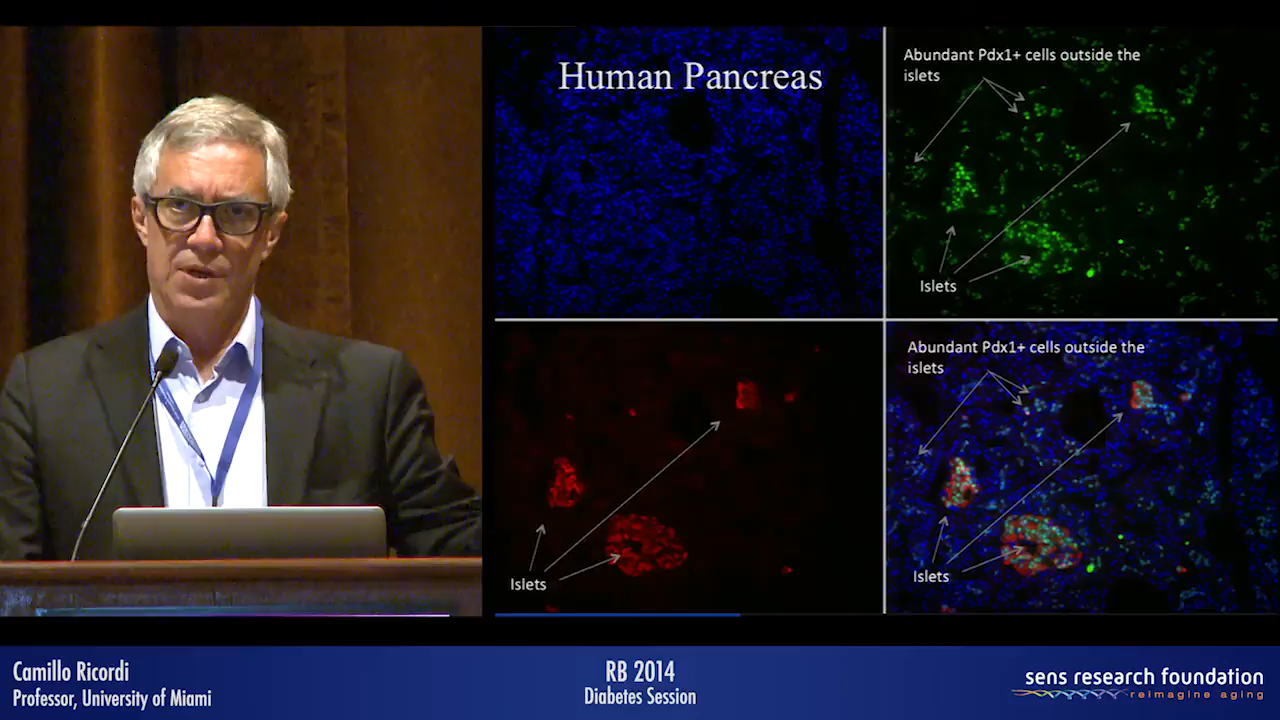 Human Pancreas
Abundant Pdx1+ cells outside the
islets
Islets
Islets
Abundant Pdx1+ cells outside the
islets
Islets
Camillo Ricordi
Professor, University of Miami
RB 2014
Diabetes Session
sens research foundation
reimagine aging